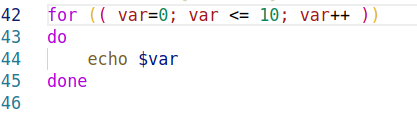 42 for (( var=0; var <= 10; var++ ))
43 do
44     echo $var
45 done
46